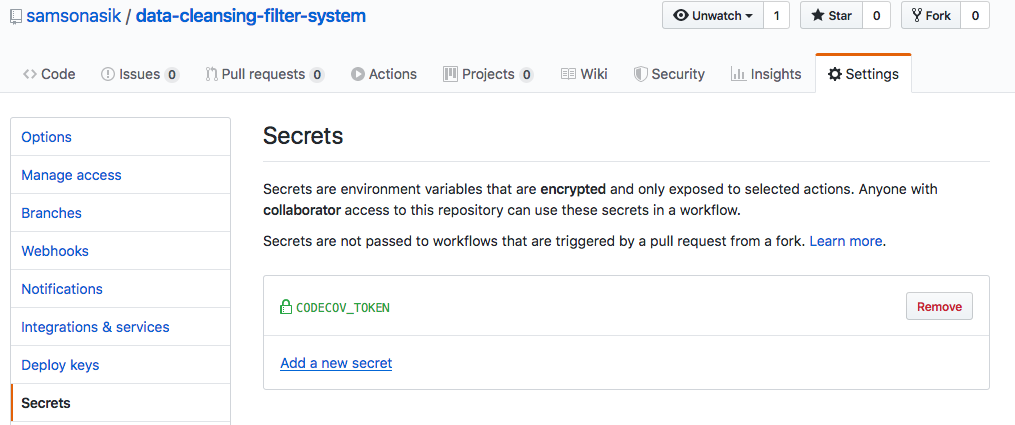 samsonasik / data-cleansing-filter-system
Unwatch 1 Star 0 Fork 0
Code Issues 0 Pull requests 0 Actions Projects 0 Wiki Security Insights Settings
Options
Manage access
Branches
Webhooks
Notifications
Integrations & services
Deploy keys
Secrets
Secrets
Secrets are environment variables that are encrypted and only exposed to selected actions. Anyone with
collaborator access to this repository can use these secrets in a workflow.
Secrets are not passed to workflows that are triggered by a pull request from a fork. Learn more.
CODECOV_TOKEN Remove
Add a new secret